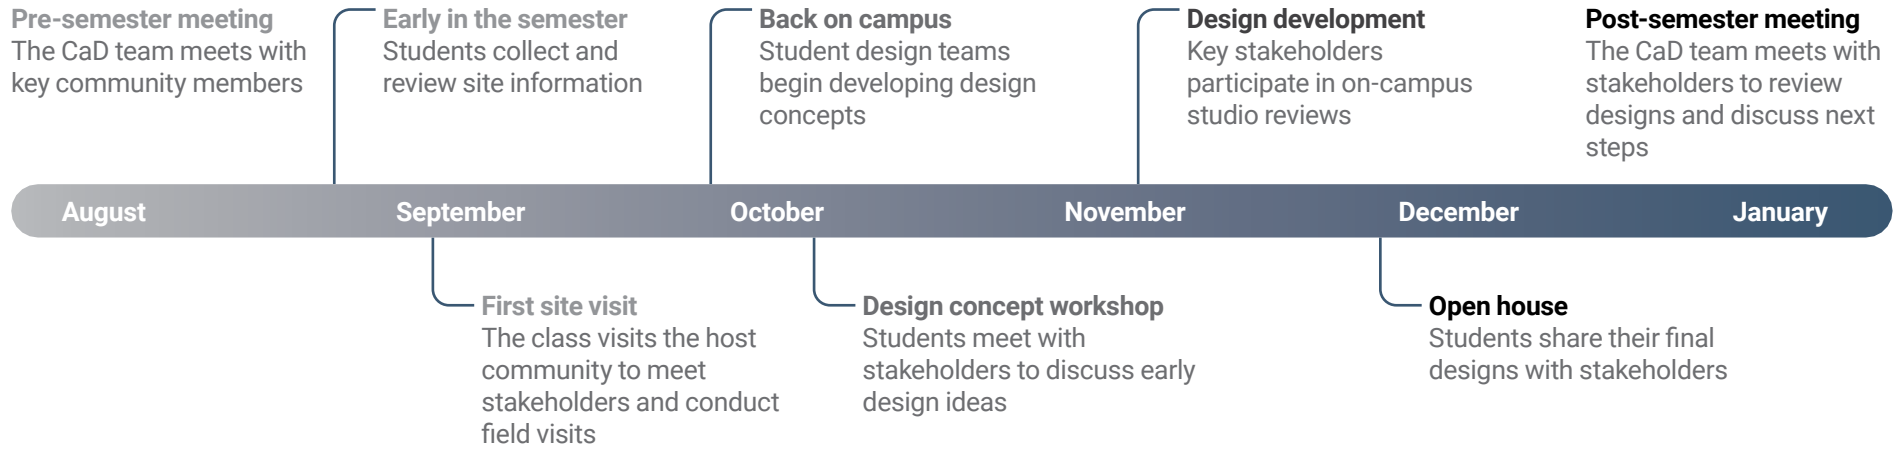 Pre-semester meeting
The CaD team meets with
key community members
Early in the semester
Students collect and
review site information
Back on campus
Student design teams
begin developing design
concepts
Design development
Key stakeholders
participate in on-campus
studio reviews
Post-semester meeting
The CaD team meets with
stakeholders to review
designs and discuss next
steps
August
September
October
November
December
January
First site visit
The class visits the host
community to meet
stakeholders and conduct
field visits
Design concept workshop
Students meet with
stakeholders to discuss early
design ideas
Open house
Students share their final
designs with stakeholders